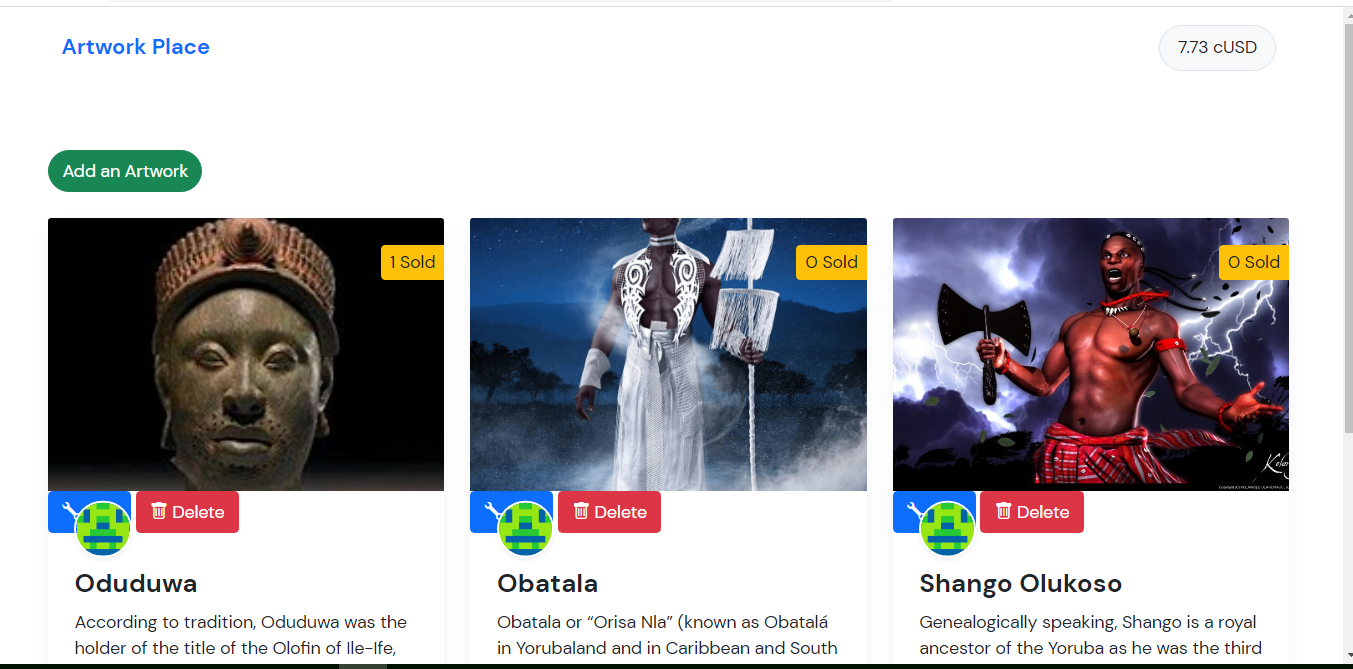 Artwork Place
7.73 cUSD
Add an Artwork
1 Sold
0 Sold
0 Sold
Delete
Delete
Delete
Oduduwa
According to tradition, Oduduwa was the
holder of the title of the Olofin of Ile-Ife,
Obatala
Obatala or “Orisa Nla” (known as Obatalá
in Yorubaland and in Caribbean and South
Shango Olukoso
Genealogically speaking, Shango is a royal
ancestor of the Yoruba as he was the third